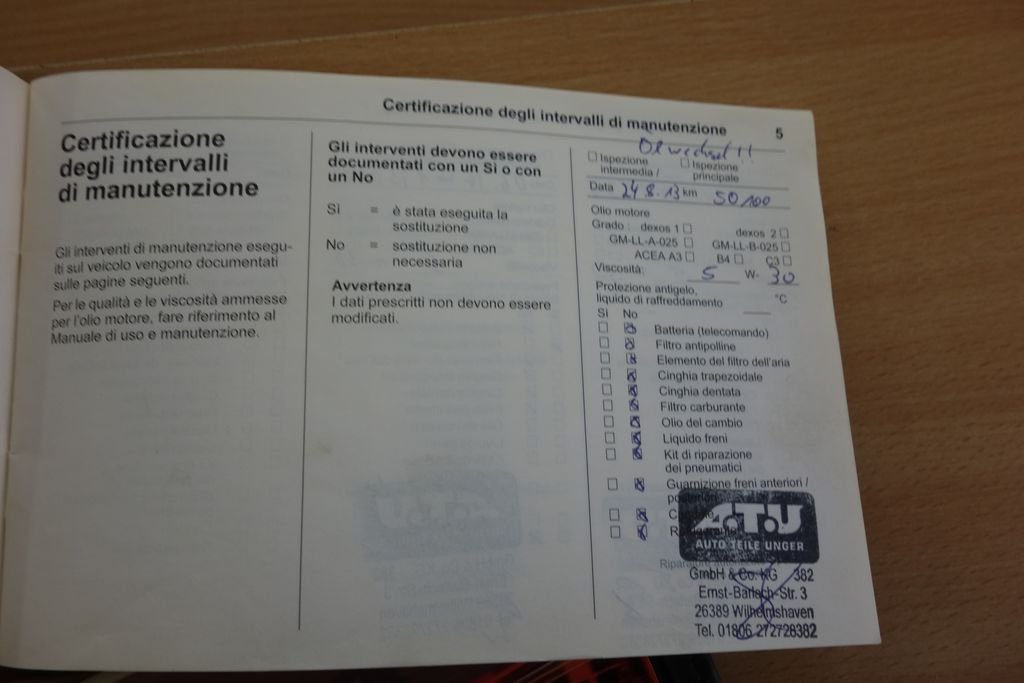 Certificazione degli intervalli di manutenzione 5
Certificazione
degli intervalli
di manutenzione
Gli interventi di manutenzione esegu-
iti sul veicolo vengono documentati
sulle pagine seguenti.
Per le qualità e le viscosità ammesse
per l'olio motore, fare riferimento al
Manuale di uso e manutenzione.
Gli interventi devono essere
documentati con un Sì o con
un No
Sì = è stata eseguita la
sostituzione
No = sostituzione non
necessaria
Avvertenza
I dati prescritti non devono essere
modificati.
Ölwechsel!!
Ispezione Ispezione
intermedia / principale
Data 24 8. 13 km 50100
Olio motore
Grado : dexos 1 dexos 2
GM-LL-A-025 GM-LL-B-025
ACEA A3 B4 C3
Viscosità: 5 W- 30
Protezione antigelo,
liquido di raffreddamento °C
Sì No
Batteria (telecomando)
Filtro antipolline
Elemento del filtro dell'aria
Cinghia trapezoidale
Cinghia dentata
Filtro carburante
Olio del cambio
Liquido freni
Kit di riparazione
dei pneumatici
Guarnizione freni anteriori /
A.T.U
AUTO TEILE UNGER
GmbH & Co. KG 382
Ernst-Barlach-Str. 3
26389 Wilhelmshaven
Tel. 01806 272728382